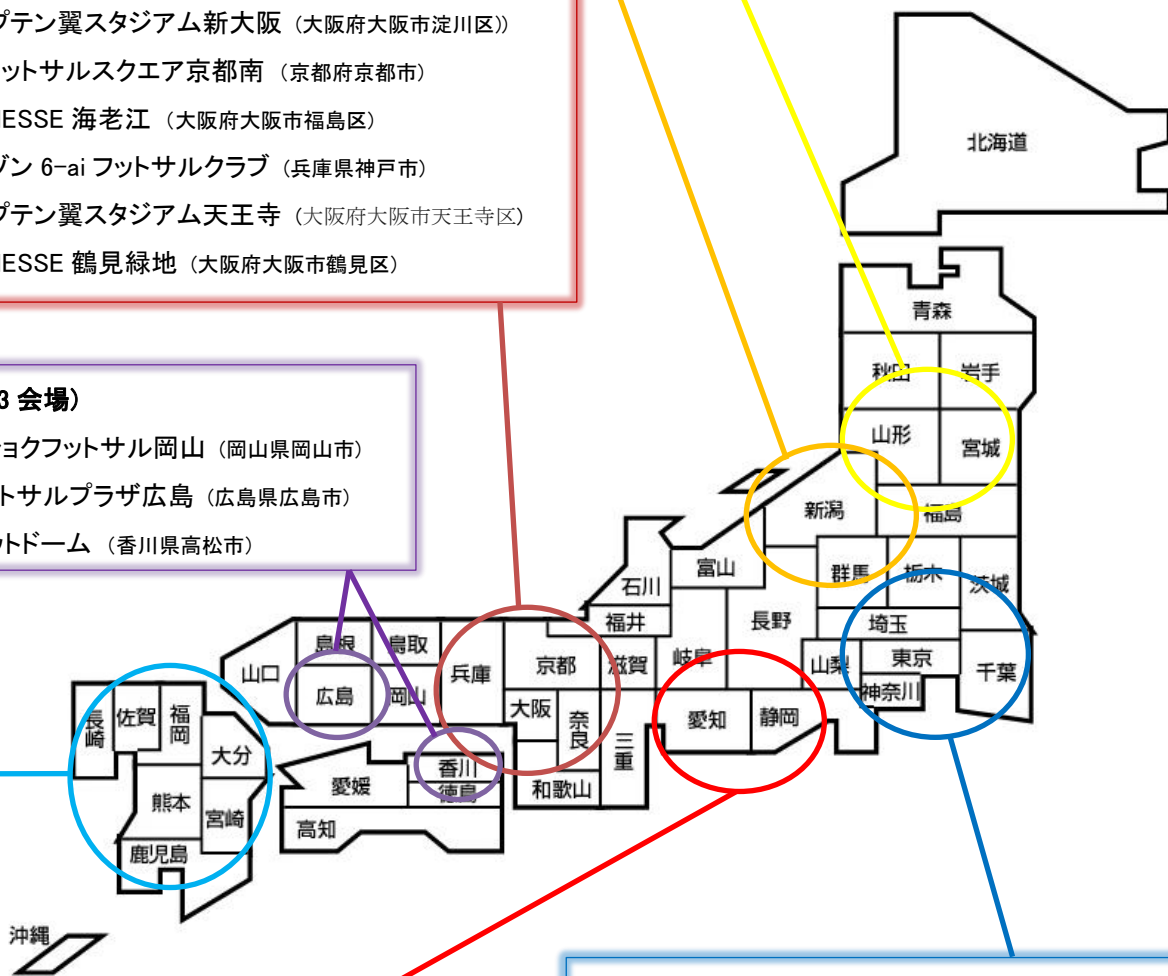 プテン翼スタジアム新大阪 （大阪府大阪市淀川区））
ットサルスクエア京都南 （京都府京都市）
ESSE 海老江 （大阪府大阪市福島区）
ゾン 6-ai フットサルクラブ （兵庫県神戸市）
プテン翼スタジアム天王寺 （大阪府大阪市天王寺区）
ESSE 鶴見緑地 （大阪府大阪市鶴見区）
3 会場）
ョクフットサル岡山 （岡山県岡山市）
トサルプラザ広島 （広島県広島市）
ットドーム （香川県高松市）
北海道
青森
秋田
岩手
山形
宮城
新潟
福島
石川
富山
群馬
栃木
茨城
福井
長野
埼玉
島根
鳥取
兵庫
京都
滋賀
岐阜
山梨
東京
千葉
山口
広島
岡山
大阪
奈良
三重
愛知
静岡
神奈川
長崎
佐賀
福岡
大分
香川
徳島
愛媛
和歌山
高知
熊本
宮崎
鹿児島
沖縄